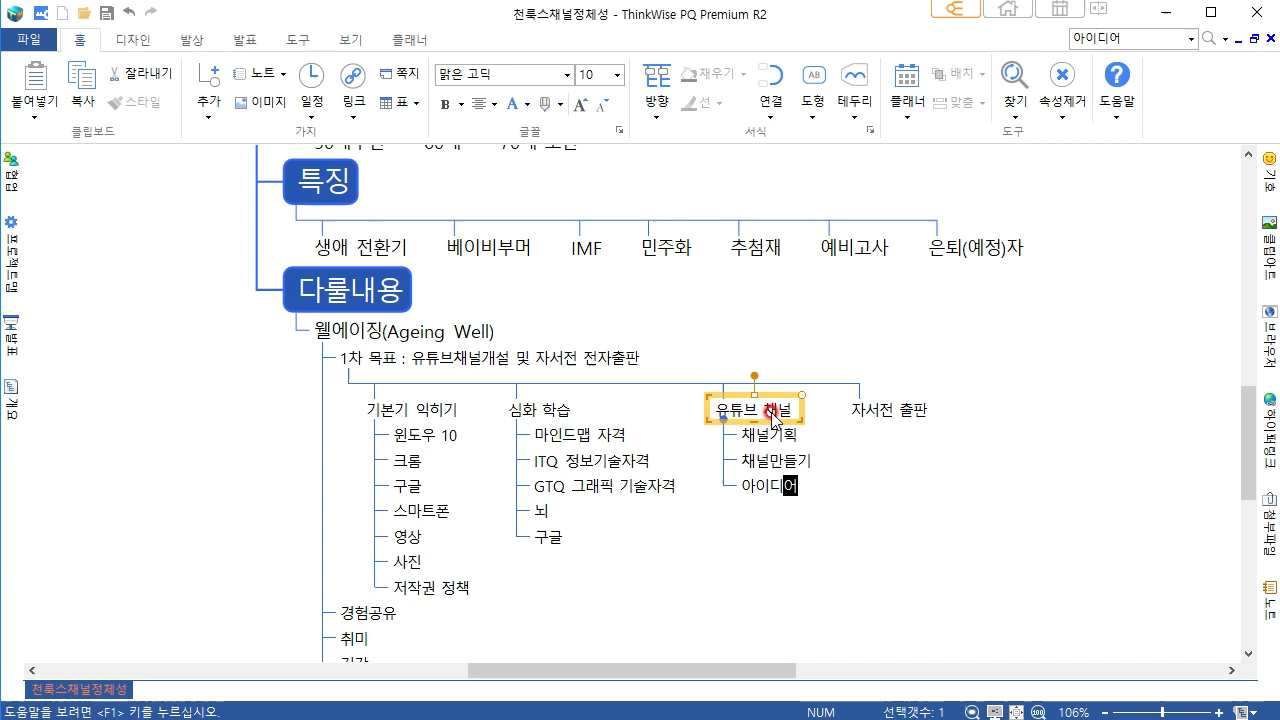 천룩스채널정체성 - ThinkWise PQ Premium R2
파일 홈 디자인 발상 발표 도구 보기 플래너
아이디어
붙여넣기 복사 잘라내기 스타일
클립보드
추가 노트 이미지 일정 링크 쪽지 표
가지
맑은 고딕 10
글꼴
방향 채우기 선 연결 도형 테두리
서식
플래너 배치 맞춤 찾기 속성제거 도움말
도구
협업
프로젝트맵
발표
개요
특징
생애 전환기 베이비부머 IMF 민주화 추첨재 예비고사 은퇴(예정)자
다룰내용
웰에이징(Ageing Well)
1차 목표 : 유튜브채널개설 및 자서전 전자출판
기본기 익히기 심화 학습 유튜브 채널 자서전 출판
윈도우 10 마인드맵 자격 채널기획
크롬 ITQ 정보기술자격 채널만들기
구글 GTQ 그래픽 기술자격 아이디어
스마트폰 뇌
영상 구글
사진
저작권 정책
경험공유
취미
기호
클립아트
브라우저
하이퍼링크
첨부파일
노트
천룩스채널정체성
도움말을 보려면 <F1> 키를 누르십시오. NUM 선택갯수: 1 106%